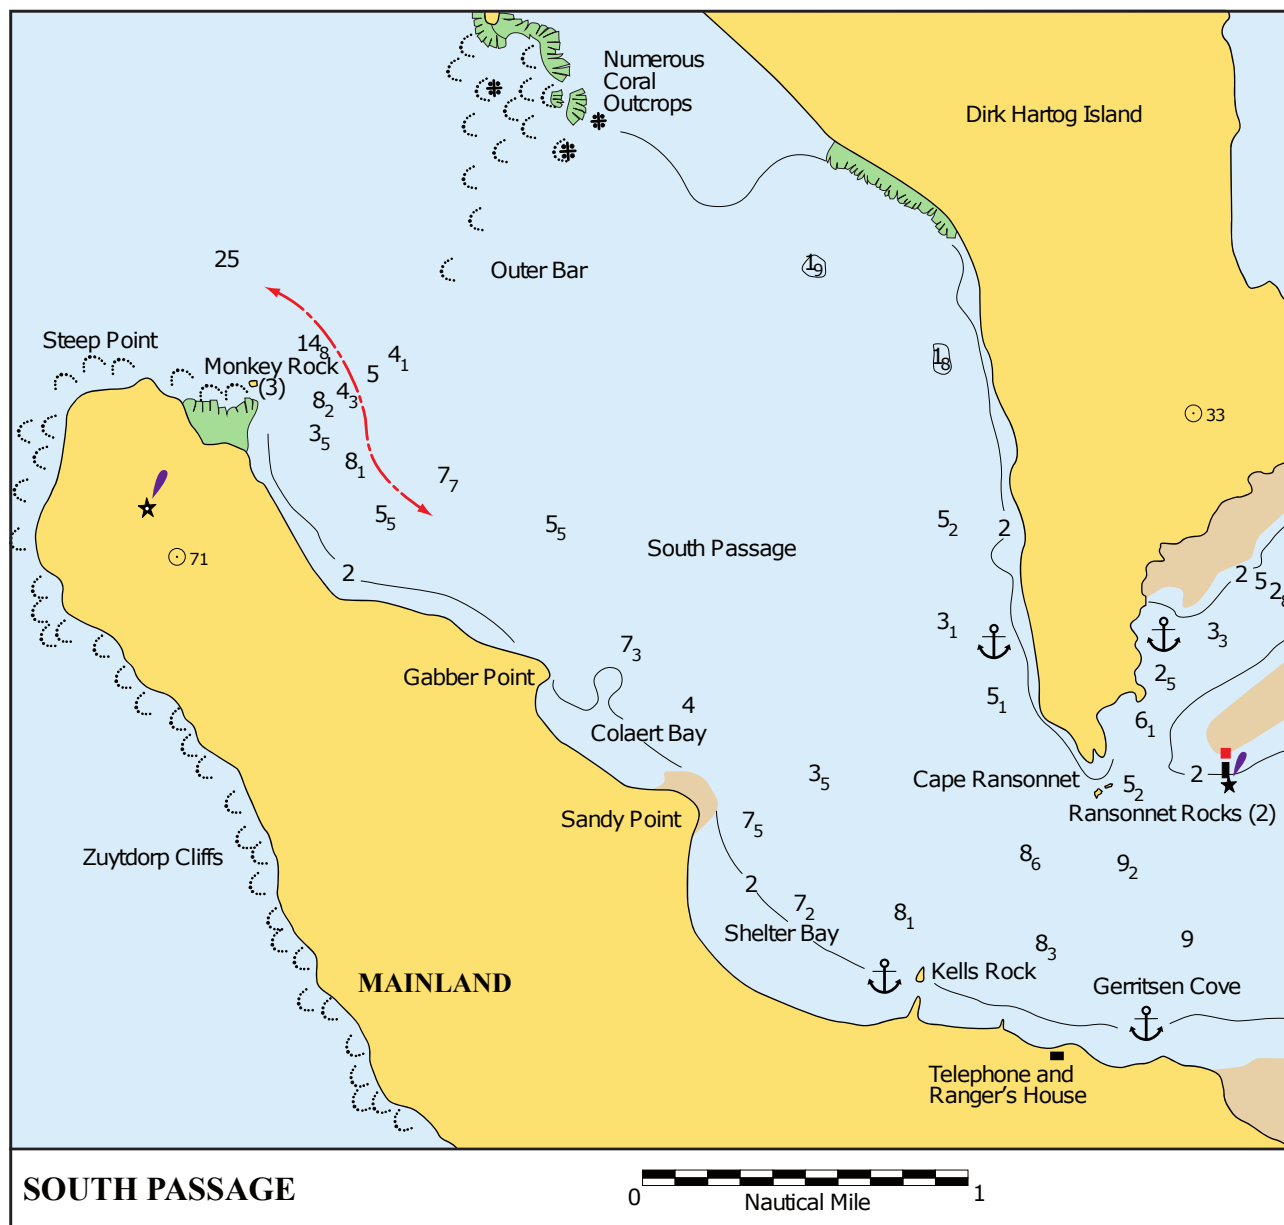 Numerous
Coral
Outcrops
Dirk Hartog Island
25
Outer Bar
1₉
Steep Point
14₈
4₁
1₈
Monkey Rock
(3)
5
4₃
8₂
3₅
33
8₁
7₇
5₅
5₅
5₂
2
South Passage
71
2
2
5
2₈
3₁
3₃
7₃
Gabber Point
2₅
4
5₁
6₁
Colaert Bay
3₅
Cape Ransonnet
5₂
2
Sandy Point
7₅
Ransonnet Rocks (2)
Zuytdorp Cliffs
8₆
9₂
2
7₂
8₁
Shelter Bay
8₃
9
MAINLAND
Kells Rock
Gerritsen Cove
Telephone and
Ranger's House
SOUTH PASSAGE
0
Nautical Mile
1